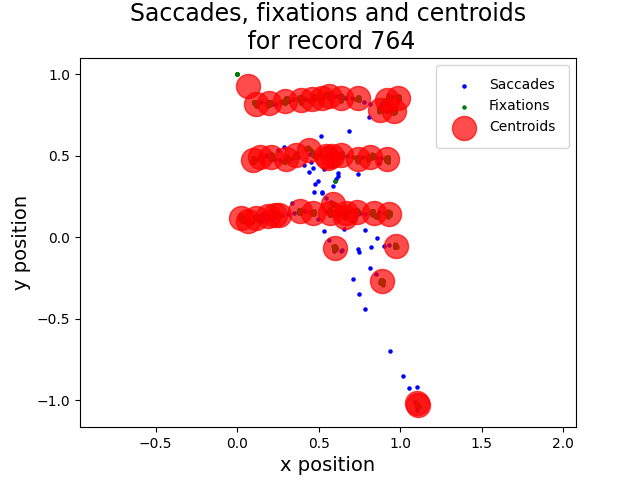 Saccades, fixations and centroids
for record 764
Saccades
Fixations
Centroids
1.0
0.5
0.0
−0.5
−1.0
y position
−0.5
0.0
0.5
1.0
1.5
2.0
x position